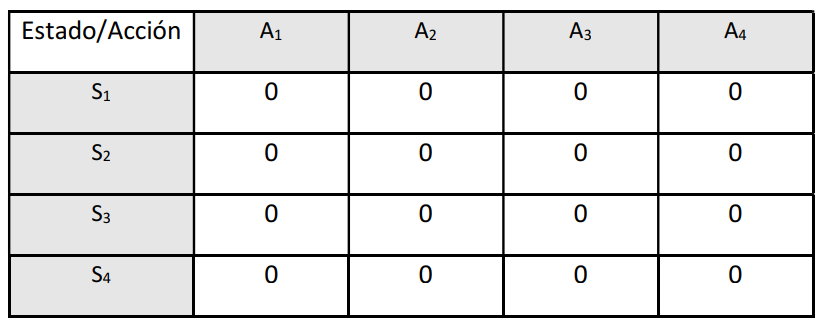 Estado/Acción A₁ A₂ A₃ A₄
S₁ 0 0 0 0
S₂ 0 0 0 0
S₃ 0 0 0 0
S₄ 0 0 0 0